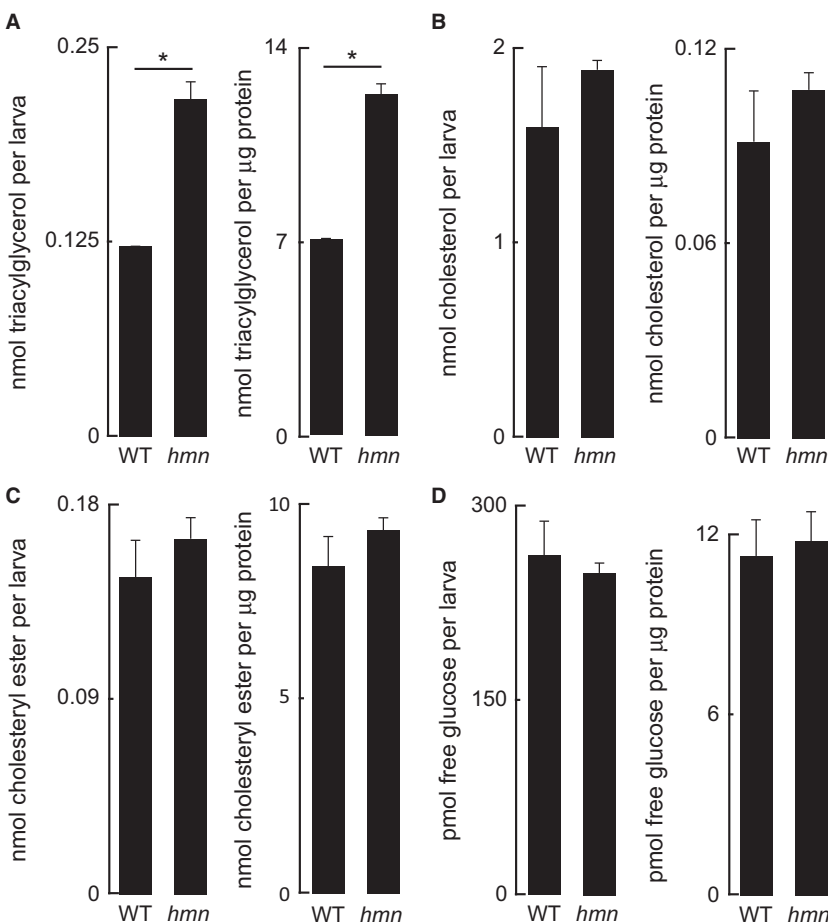 A
nmol triacylglycerol per larva
0.25
0.125
0
*
WT hmn
nmol triacylglycerol per μg protein
14
7
0
*
WT hmn
B
nmol cholesterol per larva
2
1
0
WT hmn
nmol cholesterol per μg protein
0.12
0.06
0
WT hmn
C
nmol cholesteryl ester per larva
0.18
0.09
0
WT hmn
nmol cholesteryl ester per μg protein
10
5
0
WT hmn
D
pmol free glucose per larva
300
150
0
WT hmn
pmol free glucose per μg protein
12
6
0
WT hmn